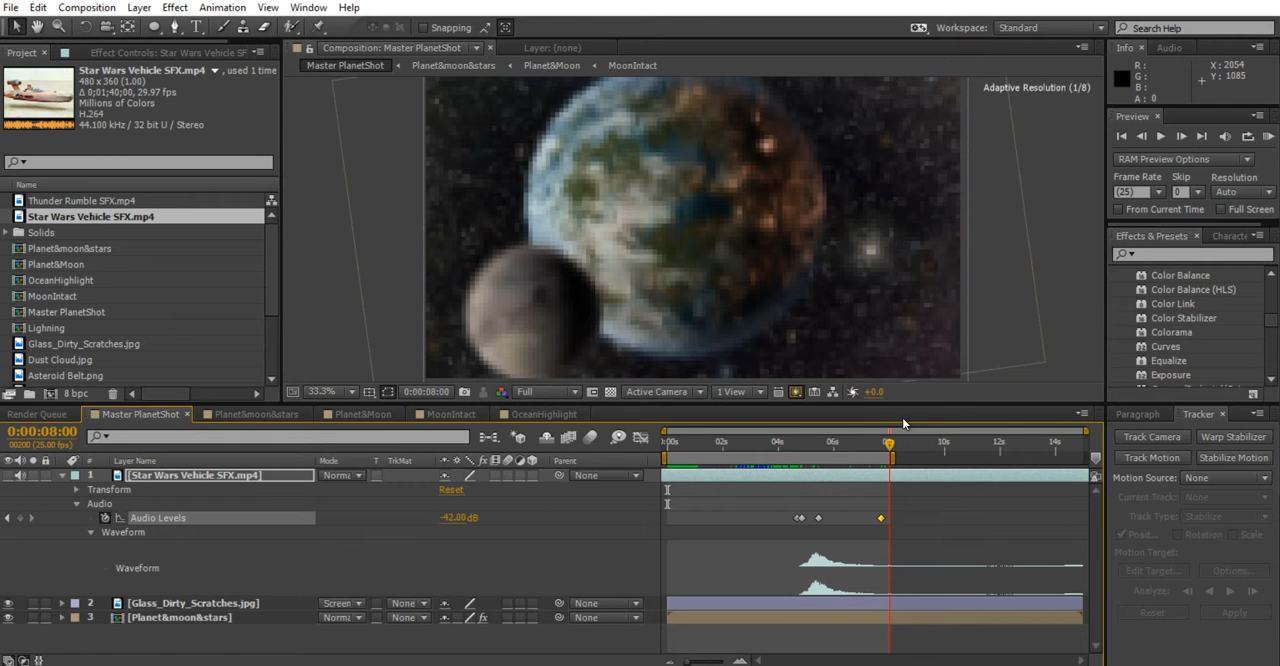 File Edit Composition Layer Effect Animation View Window Help
Snapping
Workspace: Standard
Search Help
Project Effect Controls: Star Wars Vehicle SF
Star Wars Vehicle SFX.mp4 , used 1 time
480 x 360 (1.00)
Δ 0;01;40;00, 29.97 fps
Millions of Colors
H.264
44.100 kHz / 32 bit U / Stereo
Name
Thunder Rumble SFX.mp4
Star Wars Vehicle SFX.mp4
Solids
Planet&moon&stars
Planet&Moon
OceanHighlight
MoonIntact
Master PlanetShot
Lighning
Glass_Dirty_Scratches.jpg
Dust Cloud.jpg
Asteroid Belt.png
8 bpc
Composition: Master PlanetShot Layer: (none)
Master PlanetShot Planet&moon&stars Planet&Moon MoonIntact
Adaptive Resolution (1/8)
33.3% 0:00:08:00 Full Active Camera 1 View +0.0
Info Audio
R: X: 2054
G: Y: 1085
B:
A: 0
Preview
RAM Preview Options
Frame Rate Skip Resolution
(25) 0 Auto
From Current Time Full Screen
Effects & Presets Characte
Color Balance
Color Balance (HLS)
Color Link
Color Stabilizer
Colorama
Curves
Equalize
Exposure
Render Queue Master PlanetShot Planet&moon&stars Planet&Moon MoonIntact OceanHighlight
0:00:08:00
00200 (25.00 fps)
# Layer Name Mode T TrkMat Parent
:00s 02s 04s 06s 10s 12s 14s
1 [Star Wars Vehicle SFX.mp4] Norma None
Transform Reset
Audio
Audio Levels -42.00dB
Waveform
Waveform
2 [Glass_Dirty_Scratches.jpg] Screen None None
3 [Planet&moon&stars] Norma None None
Paragraph Tracker
Track Camera Warp Stabilizer
Track Motion Stabilize Motion
Motion Source: None
Current Track: None
Track Type: Stabilize
Posit... Rotation Scale
Motion Target:
Edit Target... Options...
Analyze:
Reset Apply